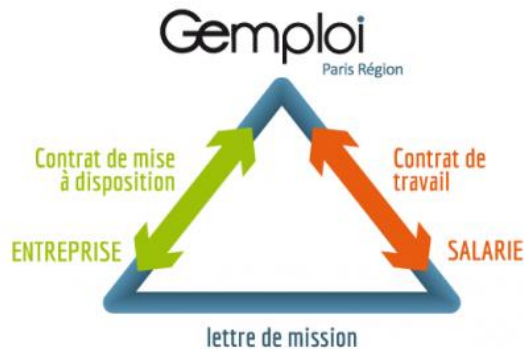 Gemploi
Paris Région
Contrat de mise
à disposition
Contrat de
travail
ENTREPRISE
SALARIE
lettre de mission